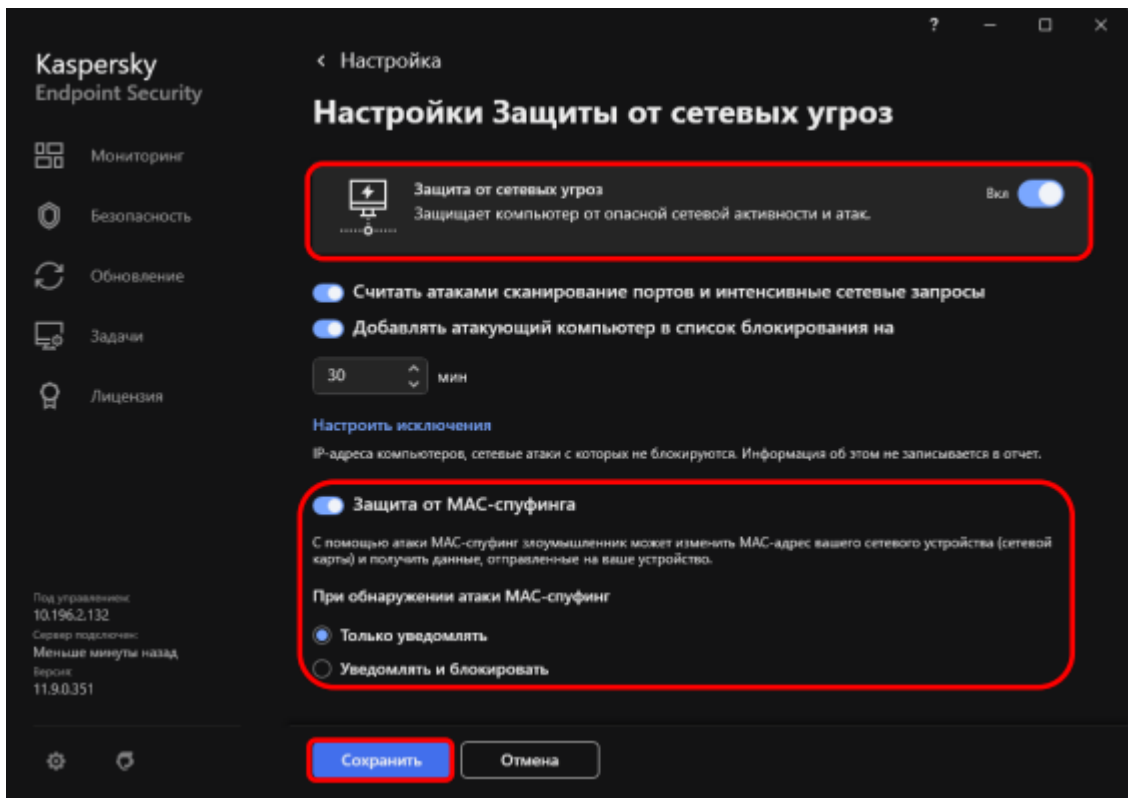 ?
Kaspersky
Endpoint Security
Мониторинг
Безопасность
Обновление
Задачи
Лицензия
Под управлением:
10.196.2.132
Сервер подключен:
Меньше минуты назад
Версия:
11.9.0.351
Настройка
Настройки Защиты от сетевых угроз
Защита от сетевых угроз
Вкл
Защищает компьютер от опасной сетевой активности и атак.
Считать атаками сканирование портов и интенсивные сетевые запросы
Добавлять атакующий компьютер в список блокирования на
30 мин
Настроить исключения
IP-адреса компьютеров, сетевые атаки с которых не блокируются. Информация об этом не записывается в отчет.
Защита от MAC-спуфинга
С помощью атаки MAC-спуфинг злоумышленник может изменить MAC-адрес вашего сетевого устройства (сетевой
карты) и получить данные, отправленные на ваше устройство.
При обнаружении атаки MAC-спуфинг
Только уведомлять
Уведомлять и блокировать
Сохранить
Отмена